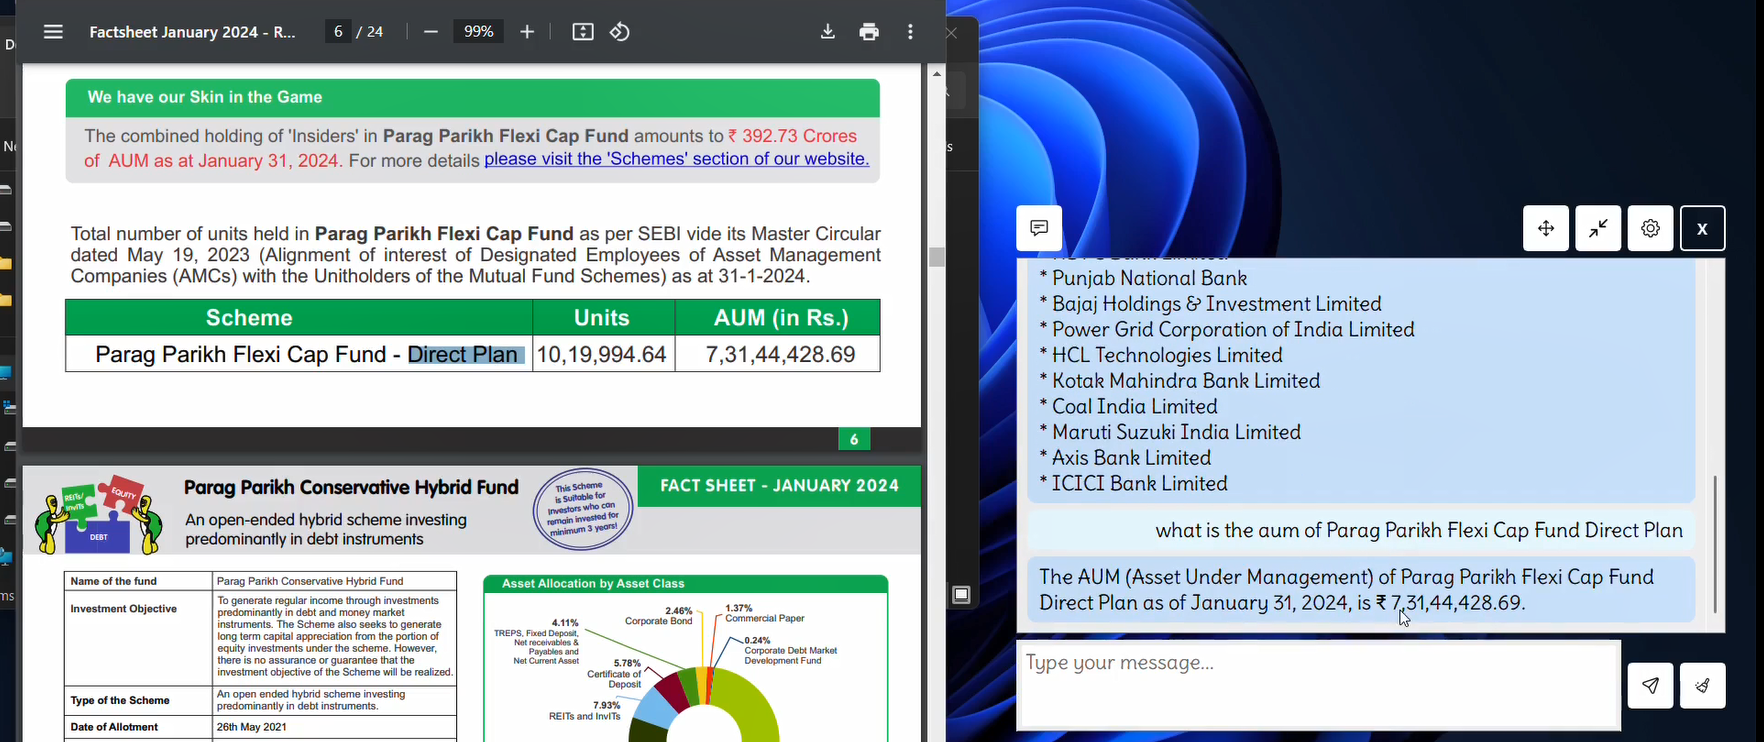 Factsheet January 2024 - R...
6 / 24
99%
We have our Skin in the Game
The combined holding of 'Insiders' in Parag Parikh Flexi Cap Fund amounts to ₹ 392.73 Crores
of AUM as at January 31, 2024. For more details please visit the 'Schemes' section of our website.
Total number of units held in Parag Parikh Flexi Cap Fund as per SEBI vide its Master Circular
dated May 19, 2023 (Alignment of interest of Designated Employees of Asset Management
Companies (AMCs) with the Unitholders of the Mutual Fund Schemes) as at 31-1-2024.
Scheme Units AUM (in Rs.)
Parag Parikh Flexi Cap Fund - Direct Plan 10,19,994.64 7,31,44,428.69
6
REITs/
InvITs
EQUITY
DEBT
Parag Parikh Conservative Hybrid Fund
An open-ended hybrid scheme investing
predominantly in debt instruments
This Scheme
is Suitable for
investors who can
remain invested for
minimum 3 years!
FACT SHEET - JANUARY 2024
Name of the fund Parag Parikh Conservative Hybrid Fund
Investment Objective To generate regular income through investments
predominantly in debt and money market
instruments. The Scheme also seeks to generate
long term capital appreciation from the portion of
equity investments under the scheme. However,
there is no assurance or guarantee that the
investment objective of the Scheme will be realized.
Type of the Scheme An open ended hybrid scheme investing
predominantly in debt instruments.
Date of Allotment 26th May 2021
Asset Allocation by Asset Class
2.46%
Corporate Bond
1.37%
Commercial Paper
4.11%
TREPS, Fixed Deposit,
Net receivables &
Payables and
Net Current Asset
0.24%
Corporate Debt Market
Development Fund
5.78%
Certificate of
Deposit
7.93%
REITs and InvITs
X
* Punjab National Bank
* Bajaj Holdings & Investment Limited
* Power Grid Corporation of India Limited
* HCL Technologies Limited
* Kotak Mahindra Bank Limited
* Coal India Limited
* Maruti Suzuki India Limited
* Axis Bank Limited
* ICICI Bank Limited
what is the aum of Parag Parikh Flexi Cap Fund Direct Plan
The AUM (Asset Under Management) of Parag Parikh Flexi Cap Fund
Direct Plan as of January 31, 2024, is ₹ 7,31,44,428.69.
Type your message...